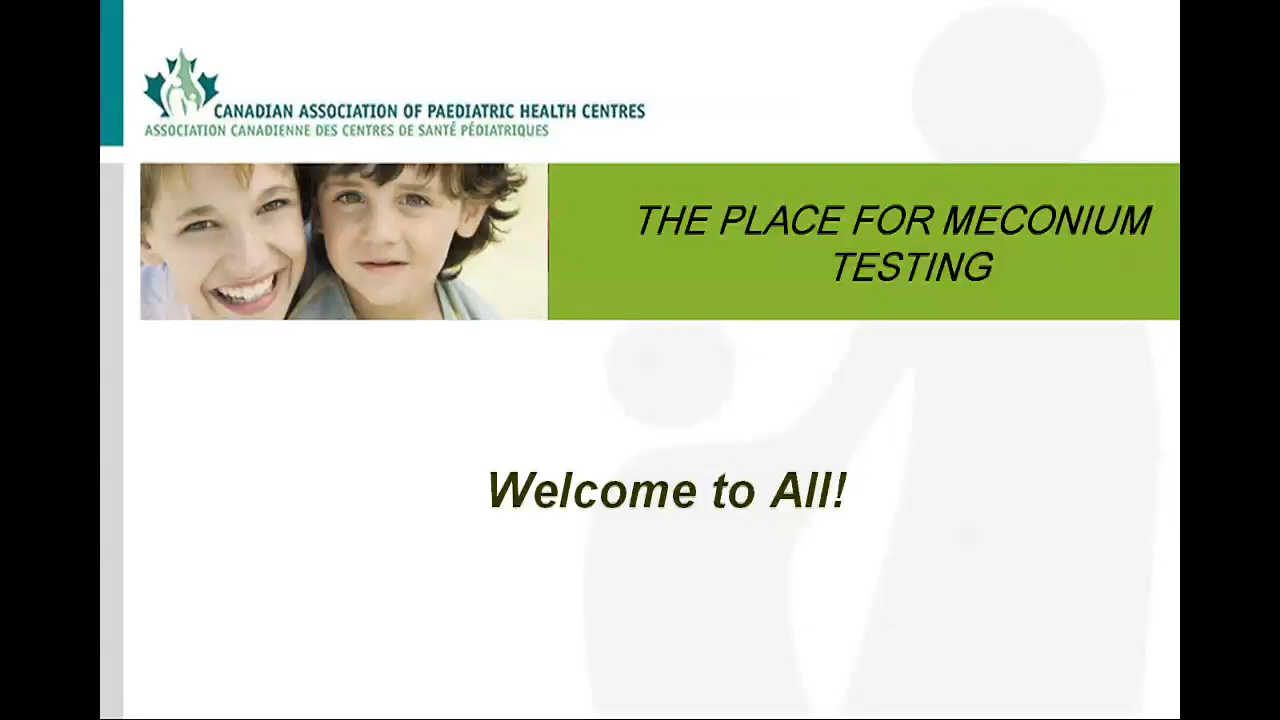 CANADIAN ASSOCIATION OF PAEDIATRIC HEALTH CENTRES
ASSOCIATION CANADIENNE DES CENTRES DE SANTÉ PÉDIATRIQUES
THE PLACE FOR MECONIUM
TESTING
Welcome to All!